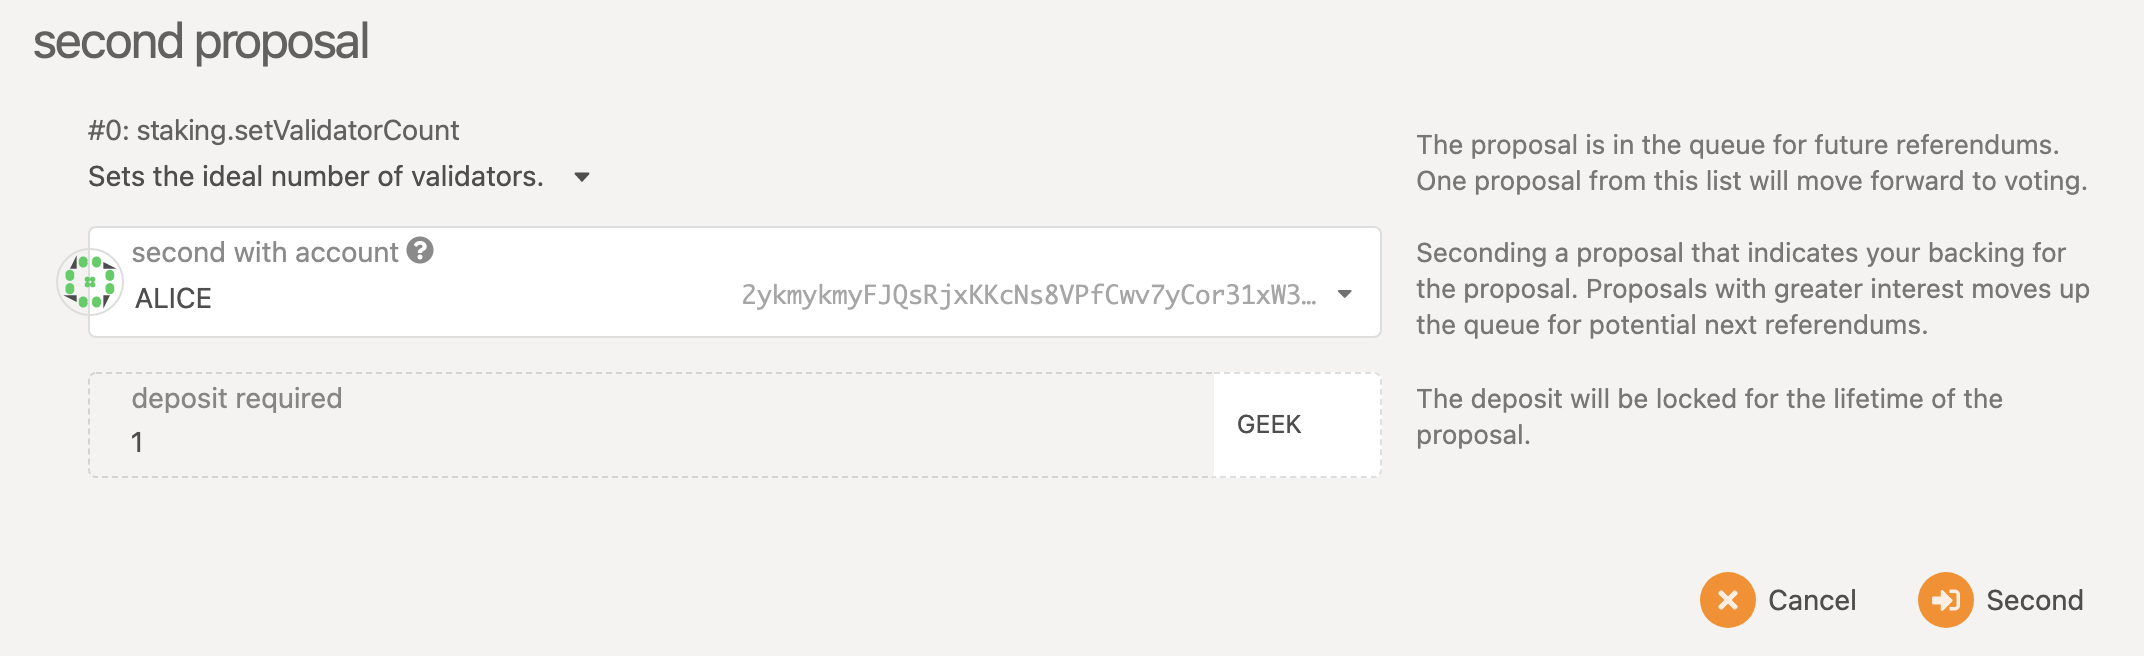 second proposal
#0: staking.setValidatorCount
Sets the ideal number of validators.
The proposal is in the queue for future referendums.
One proposal from this list will move forward to voting.
second with account
ALICE
2ykmykmyFJQsRjxKKcNs8VPfCwv7yCor31xW3…
Seconding a proposal that indicates your backing for
the proposal. Proposals with greater interest moves up
the queue for potential next referendums.
deposit required
1
GEEK
The deposit will be locked for the lifetime of the
proposal.
Cancel
Second